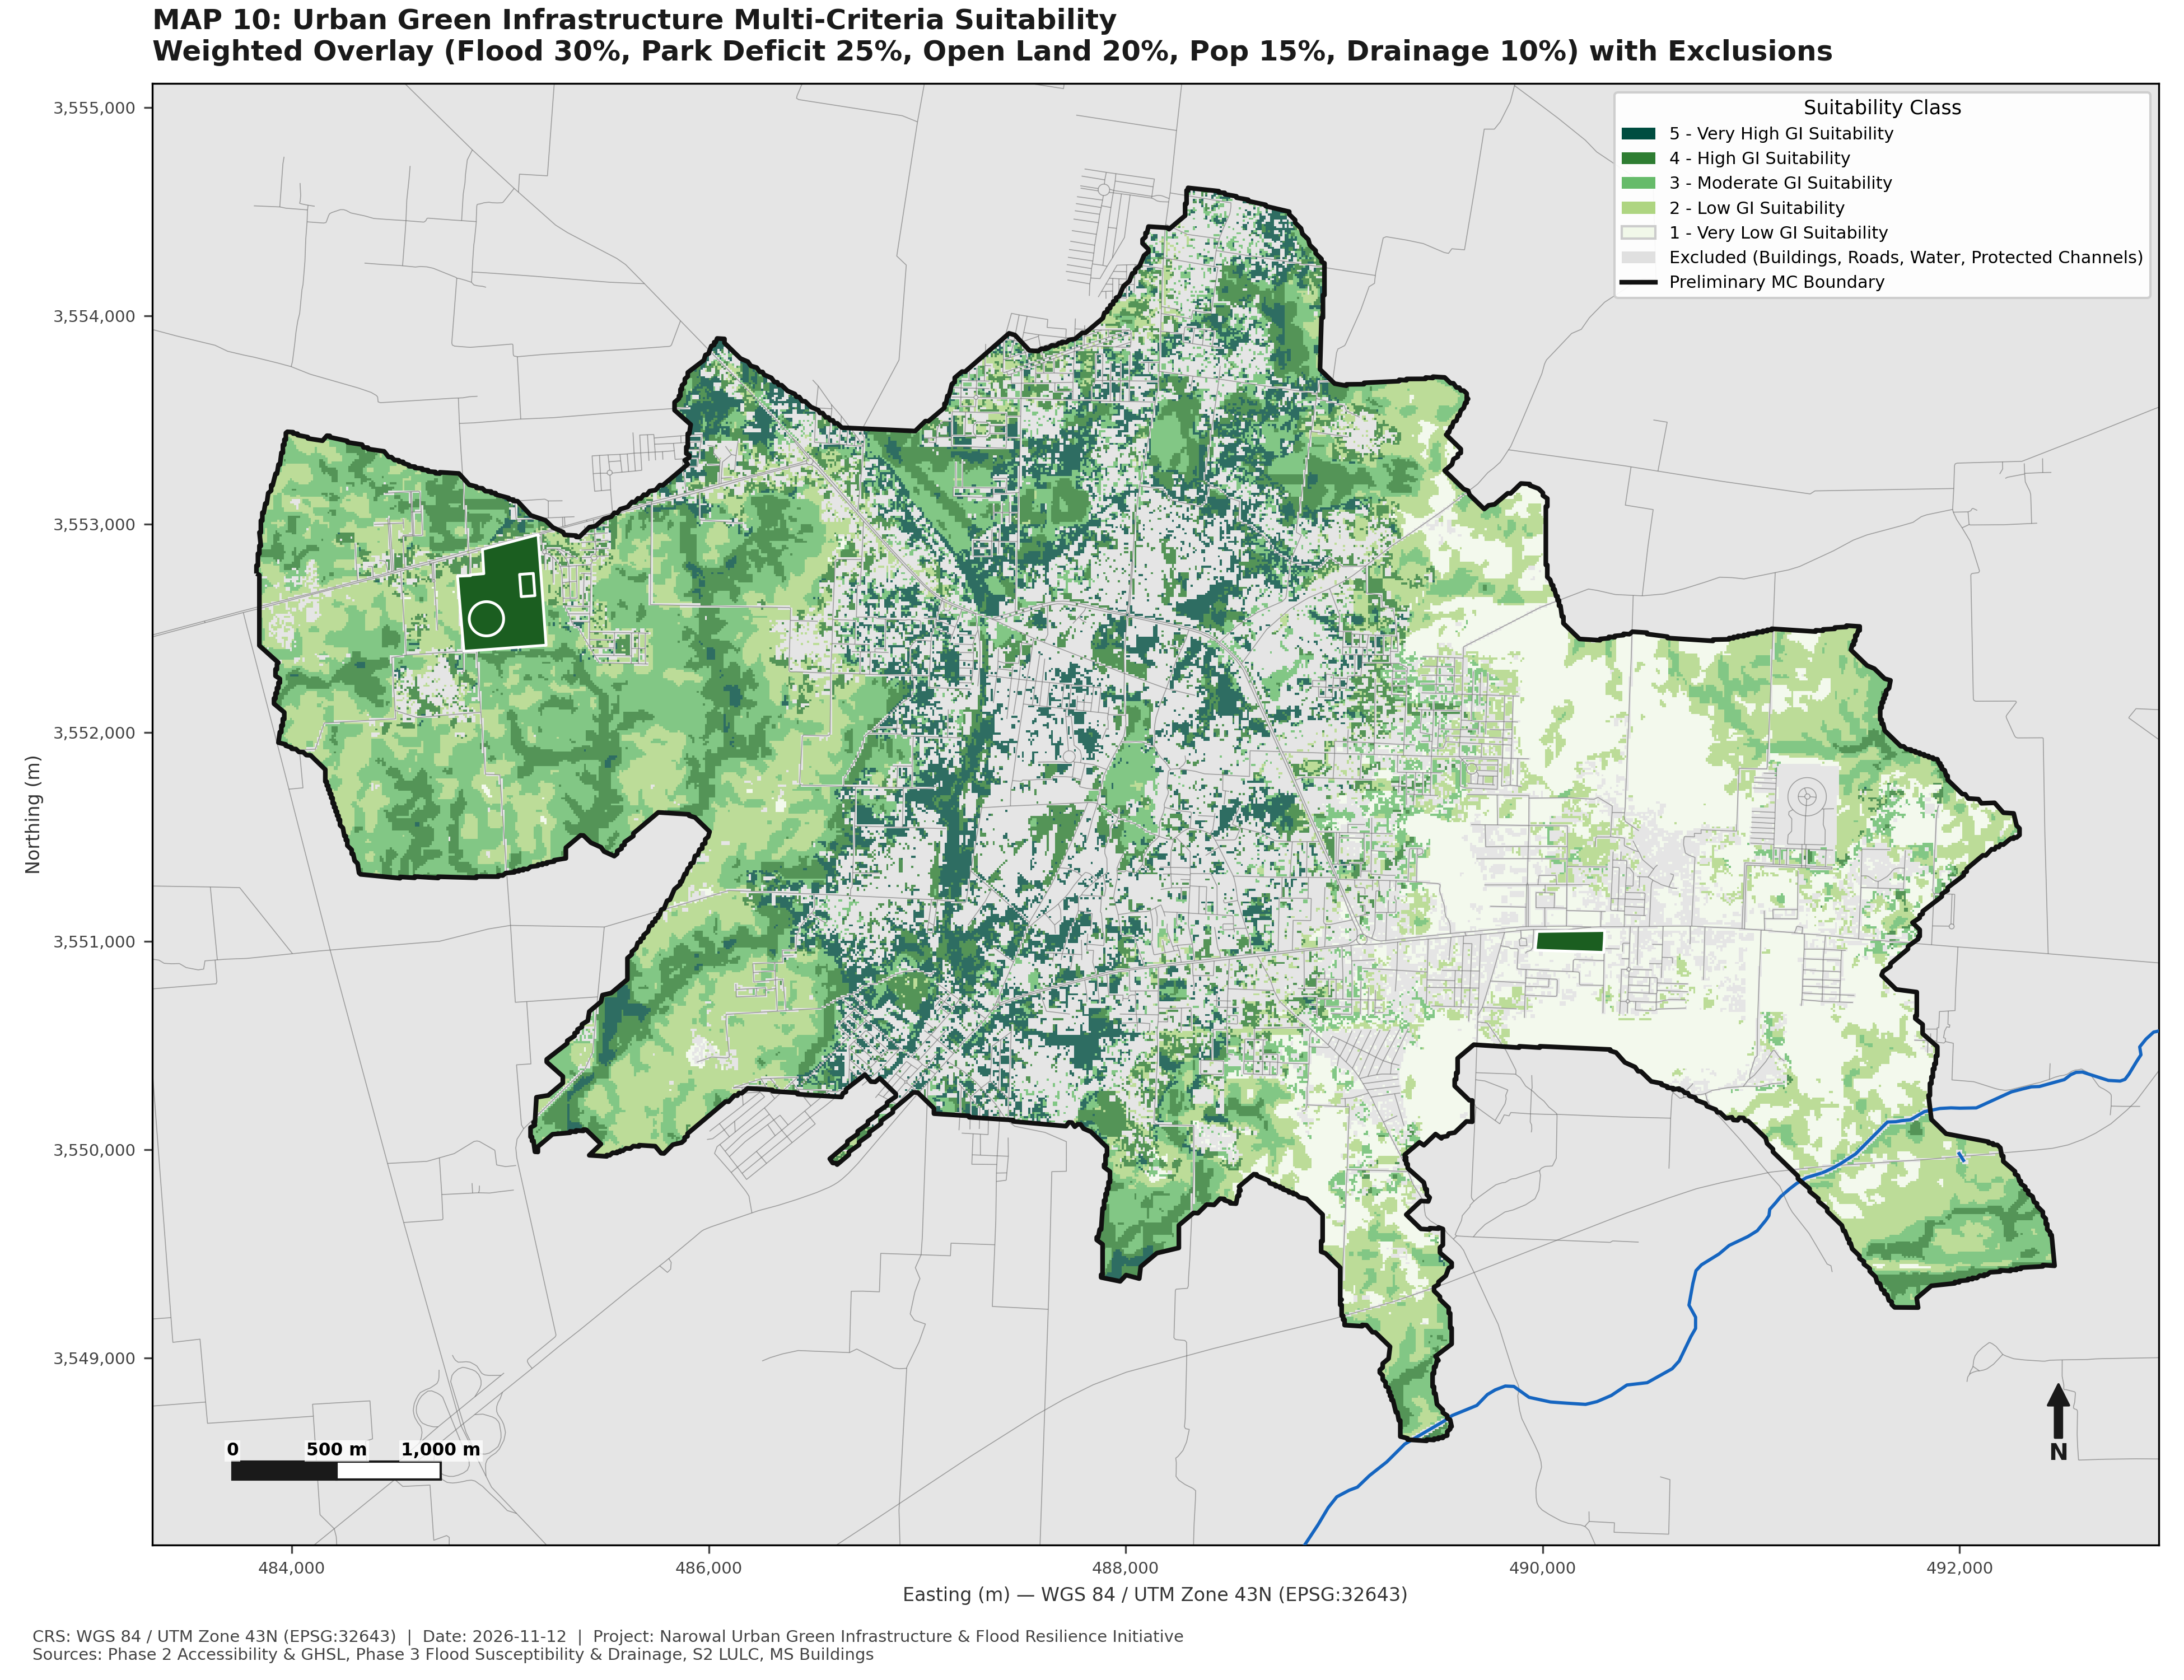 MAP 10: Urban Green Infrastructure Multi-Criteria Suitability
Weighted Overlay (Flood 30%, Park Deficit 25%, Open Land 20%, Pop 15%, Drainage 10%) with Exclusions
Suitability Class
5 - Very High GI Suitability
4 - High GI Suitability
3 - Moderate GI Suitability
2 - Low GI Suitability
1 - Very Low GI Suitability
Excluded (Buildings, Roads, Water, Protected Channels)
Preliminary MC Boundary
3,555,000
3,554,000
3,553,000
3,552,000
3,551,000
3,550,000
3,549,000
Northing (m)
0 500 m 1,000 m
N
484,000 486,000 488,000 490,000 492,000
Easting (m) — WGS 84 / UTM Zone 43N (EPSG:32643)
CRS: WGS 84 / UTM Zone 43N (EPSG:32643) | Date: 2026-11-12 | Project: Narowal Urban Green Infrastructure & Flood Resilience Initiative
Sources: Phase 2 Accessibility & GHSL, Phase 3 Flood Susceptibility & Drainage, S2 LULC, MS Buildings